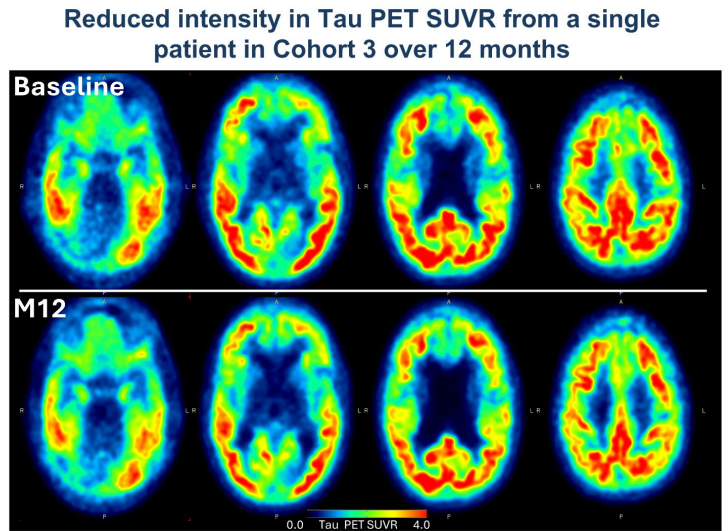 Reduced intensity in Tau PET SUVR from a single
patient in Cohort 3 over 12 months
Baseline
A A A A
R L R L R L R L
P P P P
M12
A A A A
R L R L R L R L
P P P P
0.0 Tau PET SUVR 4.0